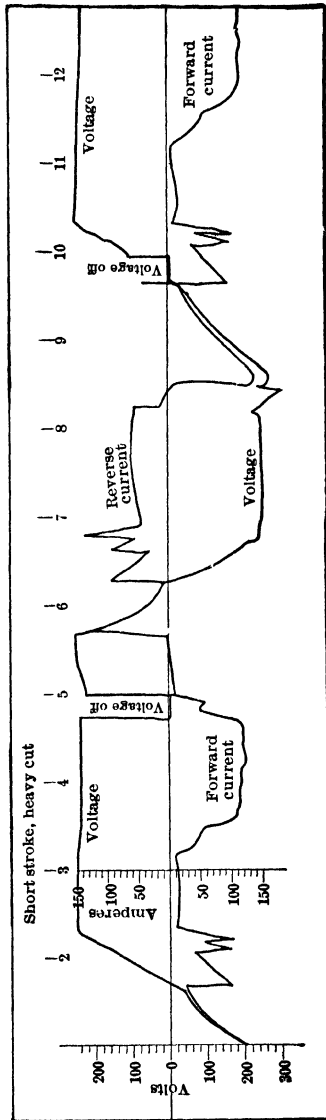 Short stroke, heavy cut
2
3
4
5
6
7
8
9
10
11
12
Voltage
Voltage off
Reverse
current
Voltage off
Voltage
150
100
50
50
100
150
Amperes
Forward
current
Voltage
Forward
current
200
100
0
100
200
300
Volts